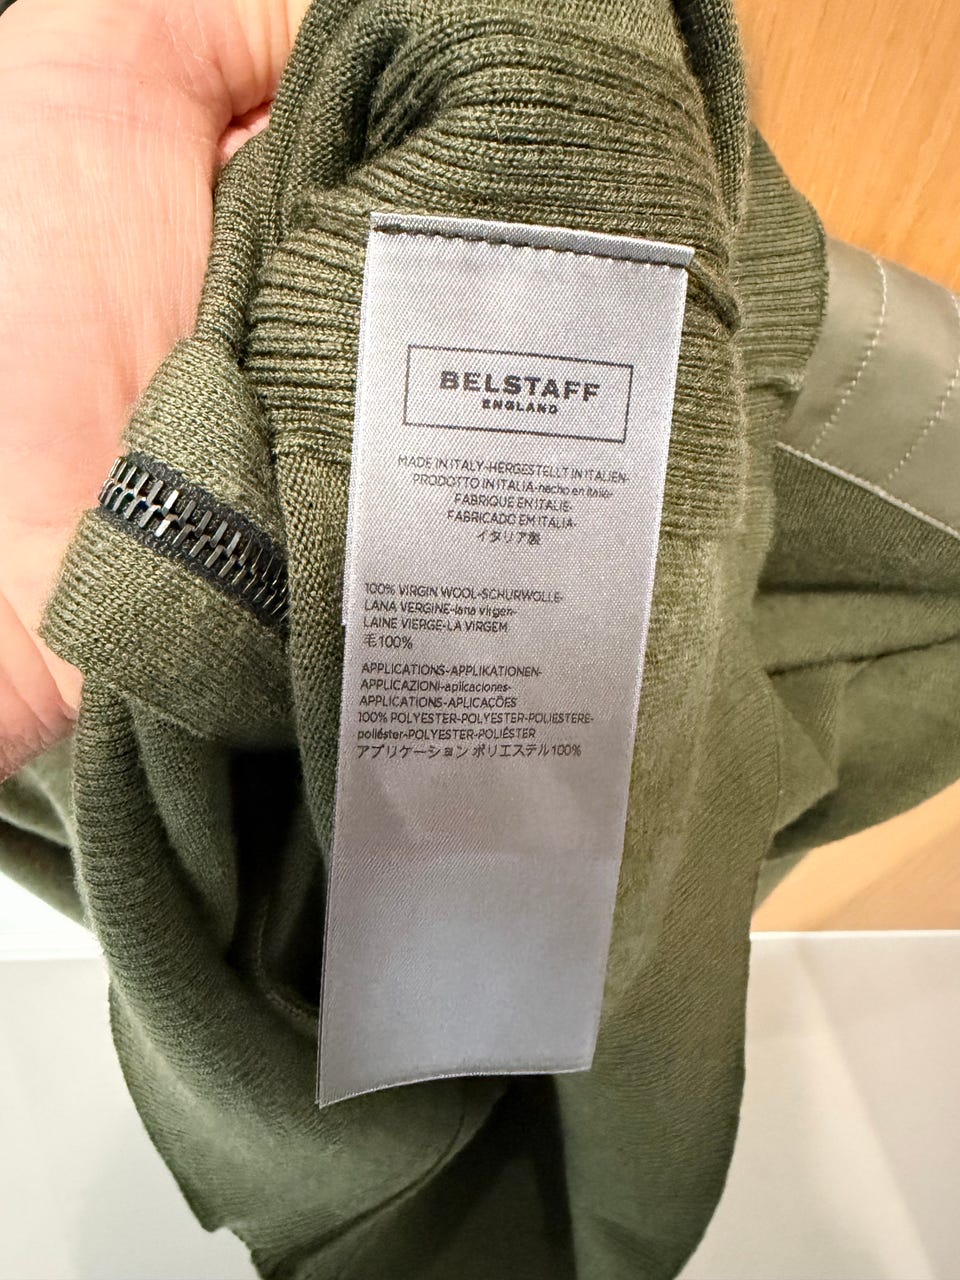 BELSTAFF
ENGLAND
MADE IN ITALY-HERGESTELLT IN ITALIEN-
PRODOTTO IN ITALIA-hecho en italia-
FABRIQUE EN ITALIE-
FABRICADO EM ITALIA-
イタリア製
100% VIRGIN WOOL-SCHURWOLLE-
LANA VERGINE-lana virgen-
LAINE VIERGE-LA VIRGEM
毛100%
APPLICATIONS-APPLIKATIONEN-
APPLICAZIONI-aplicaciones-
APPLICATIONS-APLICAÇÕES
100% POLYESTER-POLYESTER-POLIESTERE-
poliéster-POLYESTER-POLIÉSTER
アプリケーション ポリエステル100%